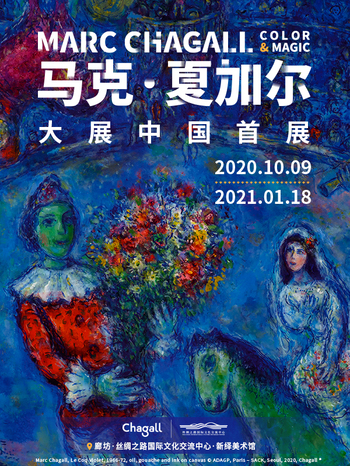 MARC CHAGALL COLOR & MAGIC
马克·夏加尔
大展中国首展
2020.10.09
2021.01.18
Chagall
廊坊·丝绸之路国际文化交流中心·新绎美术馆
Marc Chagall, Le Coq Violet, 1966-72, oil, gouache and ink on canvas © ADAGP, Paris - SACK, Seoul, 2020, Chagall ®